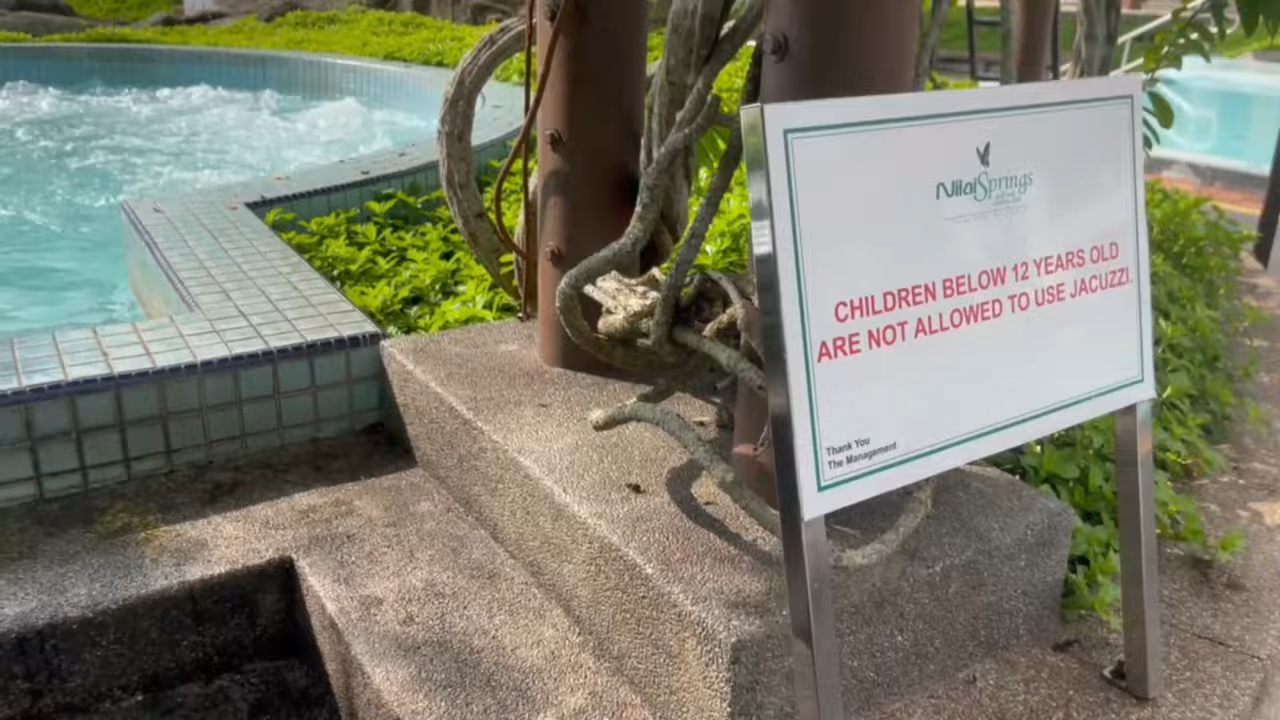 NilaiSprings
CHILDREN BELOW 12 YEARS OLD
ARE NOT ALLOWED TO USE JACUZZI.
Thank You
The Management